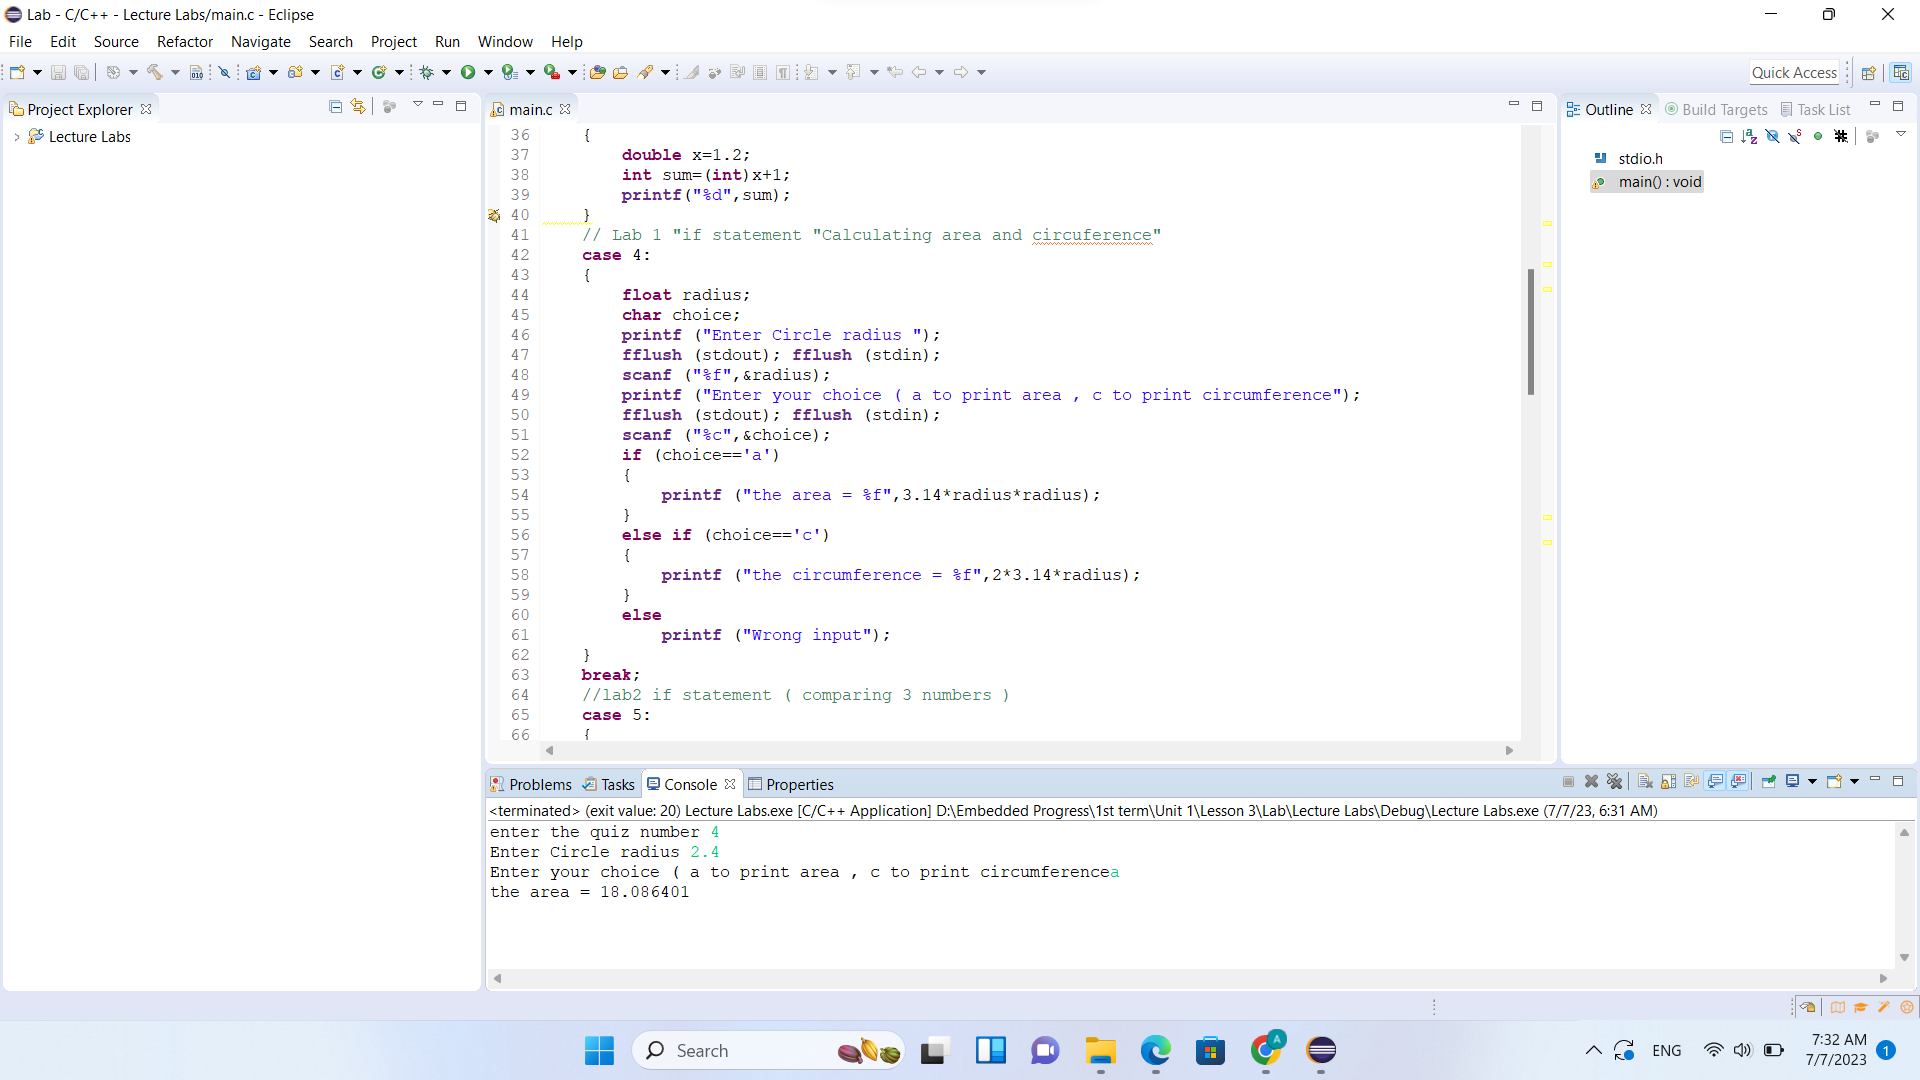 Lab - C/C++ - Lecture Labs/main.c - Eclipse
File Edit Source Refactor Navigate Search Project Run Window Help
Quick Access
Project Explorer
Lecture Labs
main.c
36 {
37 double x=1.2;
38 int sum=(int)x+1;
39 printf("%d",sum);
40 }
41 // Lab 1 "if statement "Calculating area and circuference"
42 case 4:
43 {
44 float radius;
45 char choice;
46 printf ("Enter Circle radius ");
47 fflush (stdout); fflush (stdin);
48 scanf ("%f",&radius);
49 printf ("Enter your choice ( a to print area , c to print circumference");
50 fflush (stdout); fflush (stdin);
51 scanf ("%c",&choice);
52 if (choice=='a')
53 {
54 printf ("the area = %f",3.14*radius*radius);
55 }
56 else if (choice=='c')
57 {
58 printf ("the circumference = %f",2*3.14*radius);
59 }
60 else
61 printf ("Wrong input");
62 }
63 break;
64 //lab2 if statement ( comparing 3 numbers )
65 case 5:
66 {
Outline Build Targets Task List
stdio.h
main() : void
Problems Tasks Console Properties
<terminated> (exit value: 20) Lecture Labs.exe [C/C++ Application] D:\Embedded Progress\1st term\Unit 1\Lesson 3\Lab\Lecture Labs\Debug\Lecture Labs.exe (7/7/23, 6:31 AM)
enter the quiz number 4
Enter Circle radius 2.4
Enter your choice ( a to print area , c to print circumferencea
the area = 18.086401
Search
A
ENG
7:32 AM
7/7/2023
1